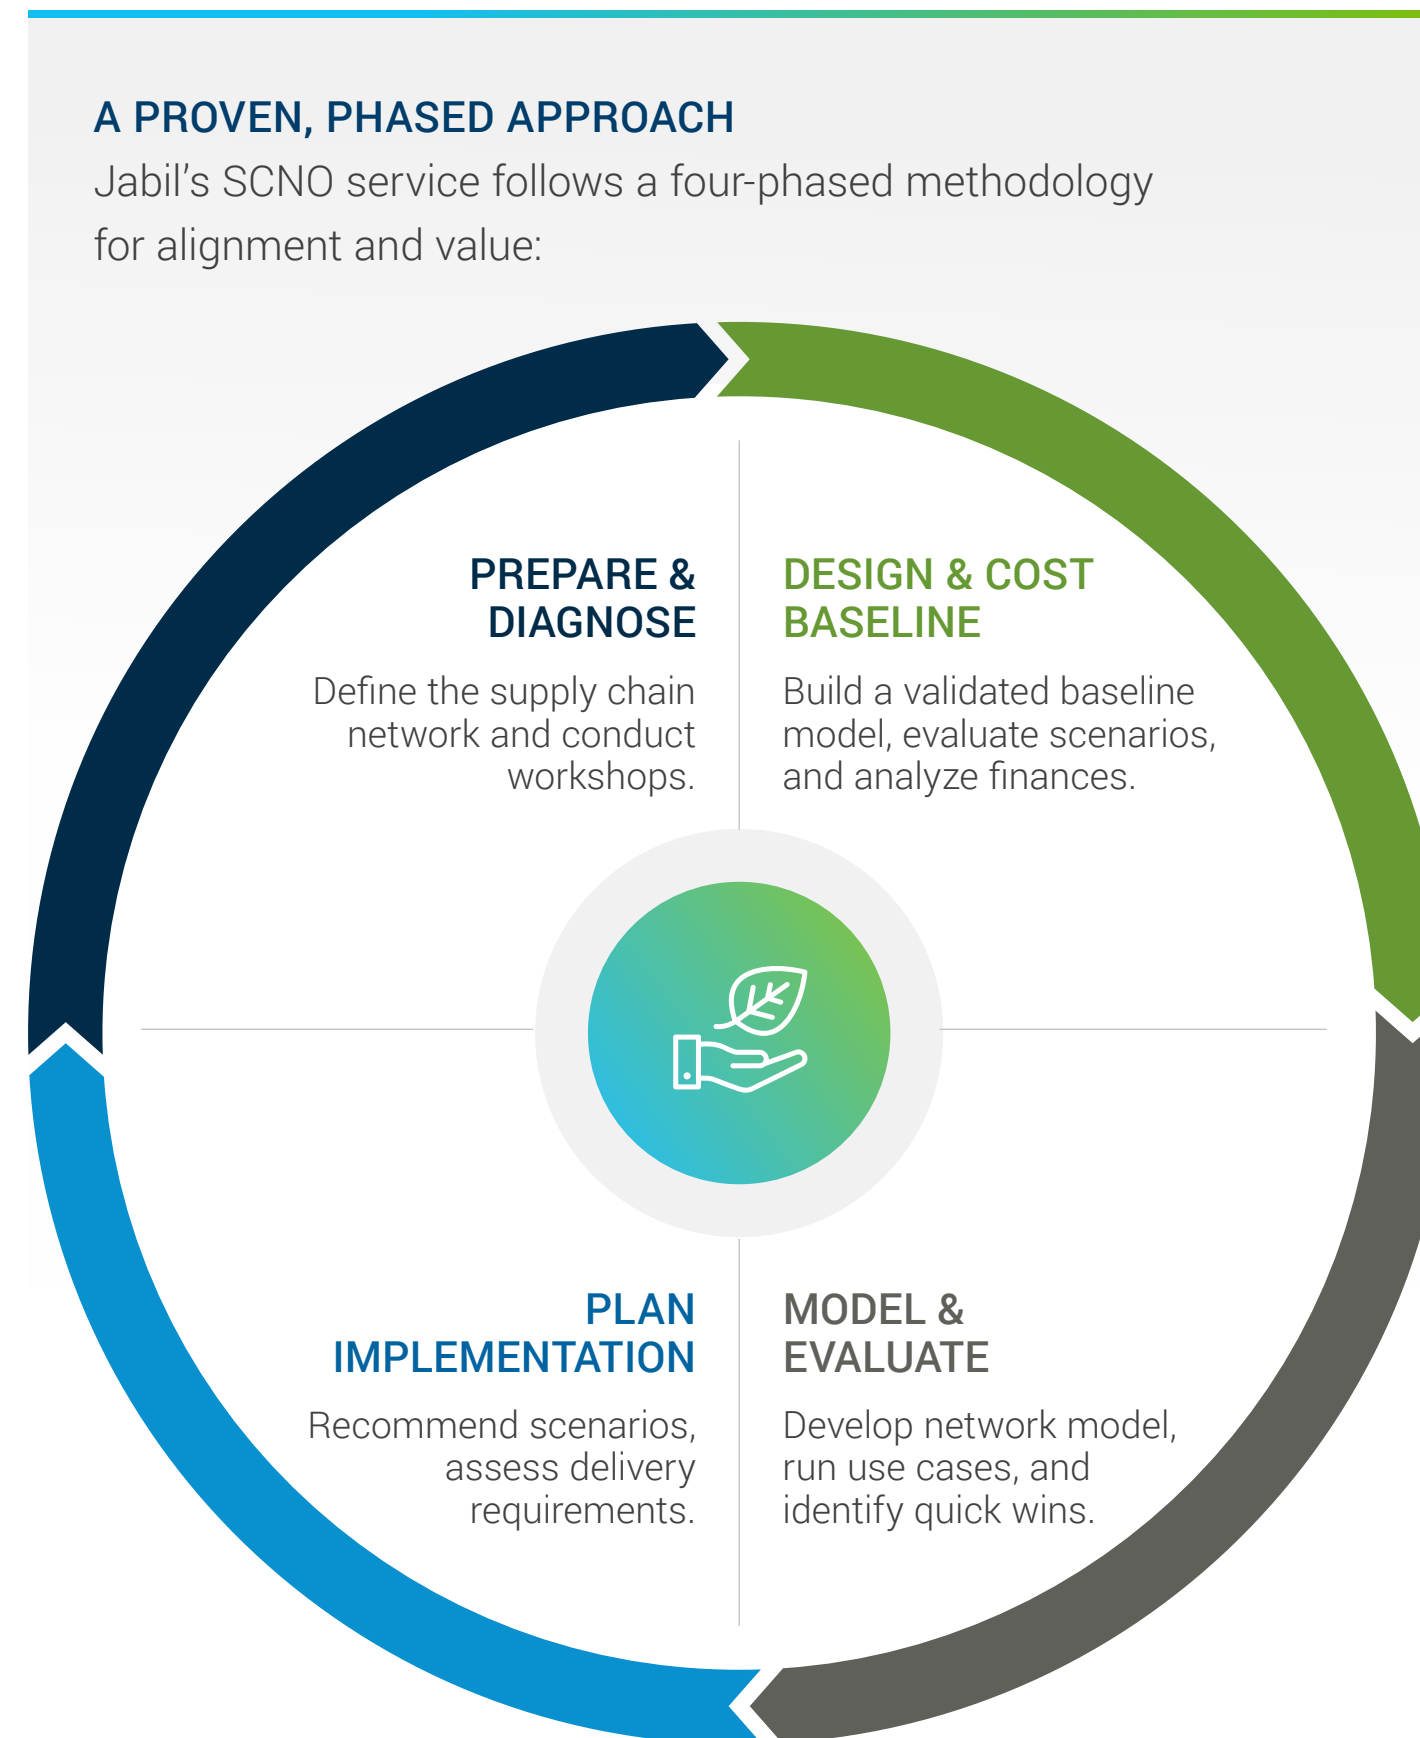 A PROVEN, PHASED APPROACH
Jabil's SCNO service follows a four-phased methodology
for alignment and value:
PREPARE &
DIAGNOSE
Define the supply chain
network and conduct
workshops.
DESIGN & COST
BASELINE
Build a validated baseline
model, evaluate scenarios,
and analyze finances.
MODEL &
EVALUATE
Develop network model,
run use cases, and
identify quick wins.
PLAN
IMPLEMENTATION
Recommend scenarios,
assess delivery
requirements.